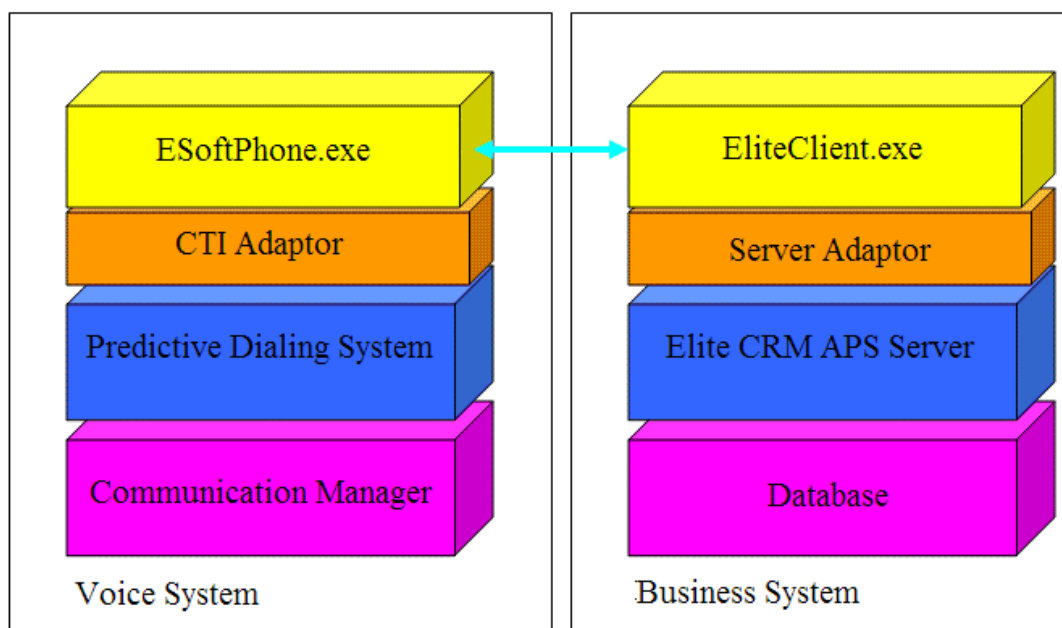 ESoftPhone.exe
CTI Adaptor
Predictive Dialing System
Communication Manager
Voice System
EliteClient.exe
Server Adaptor
Elite CRM APS Server
Database
Business System